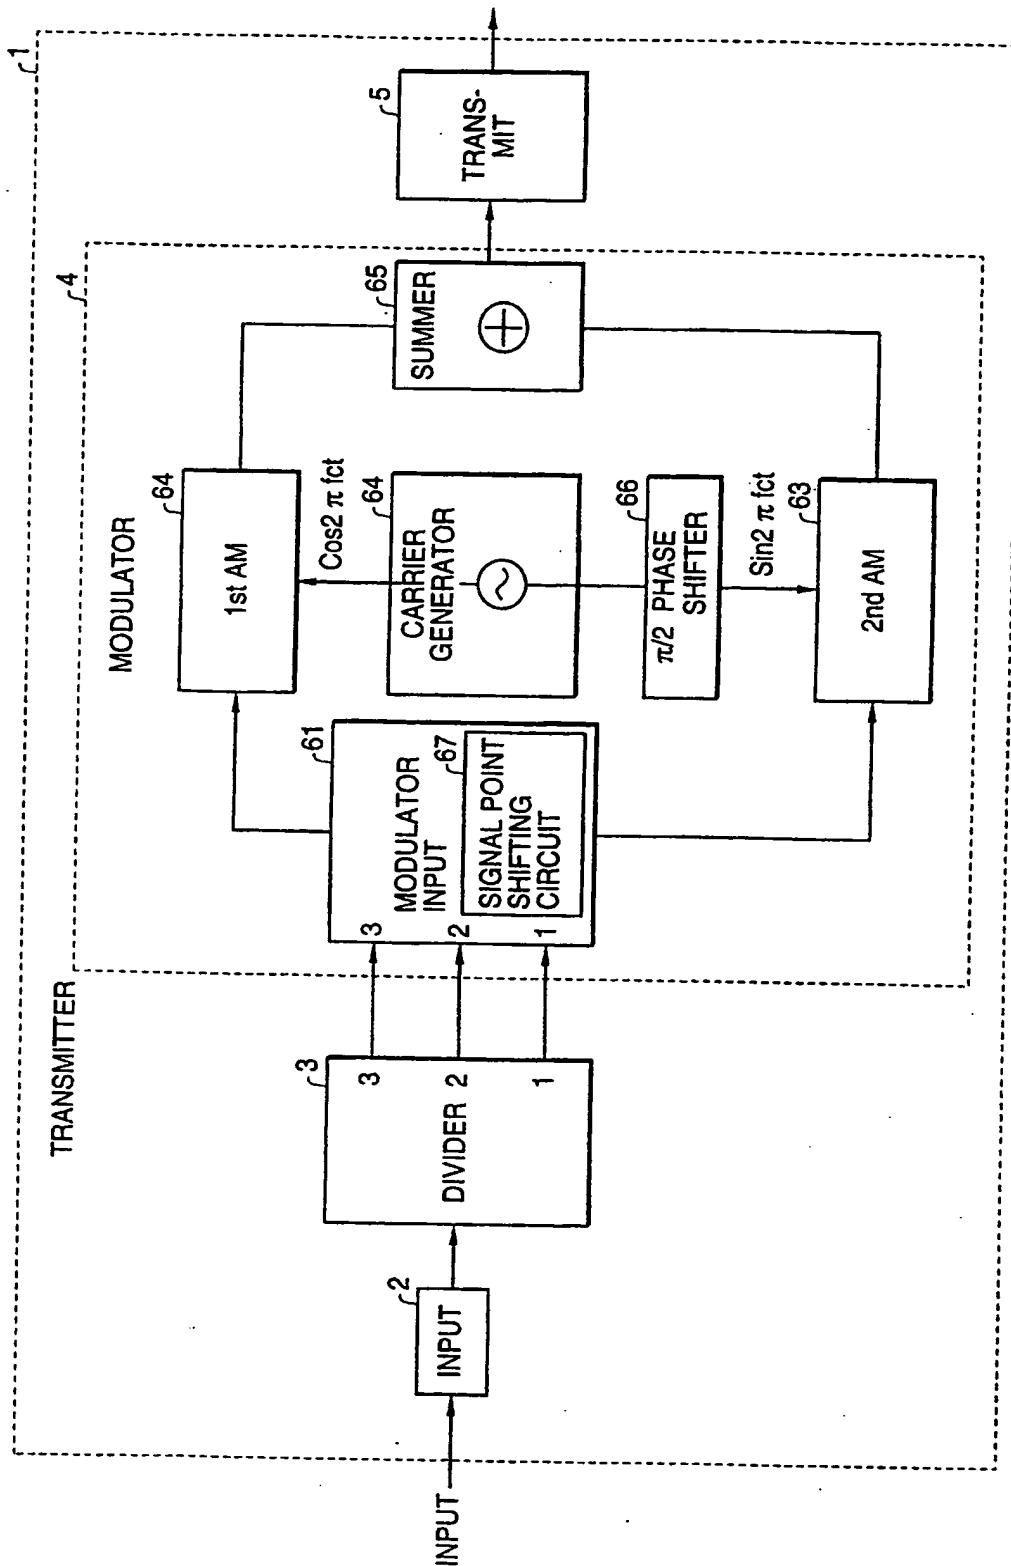 1
TRANSMITTER
4
MODULATOR
INPUT
2
INPUT
3
DIVIDER
3
2
1
61
MODULATOR
INPUT
3
2
1
67
SIGNAL POINT
SHIFTING
CIRCUIT
64
1st AM
Cos2 π fct
64
CARRIER
GENERATOR
66
π/2 PHASE
SHIFTER
Sin2 π fct
63
2nd AM
65
SUMMER
5
TRANS-
MIT